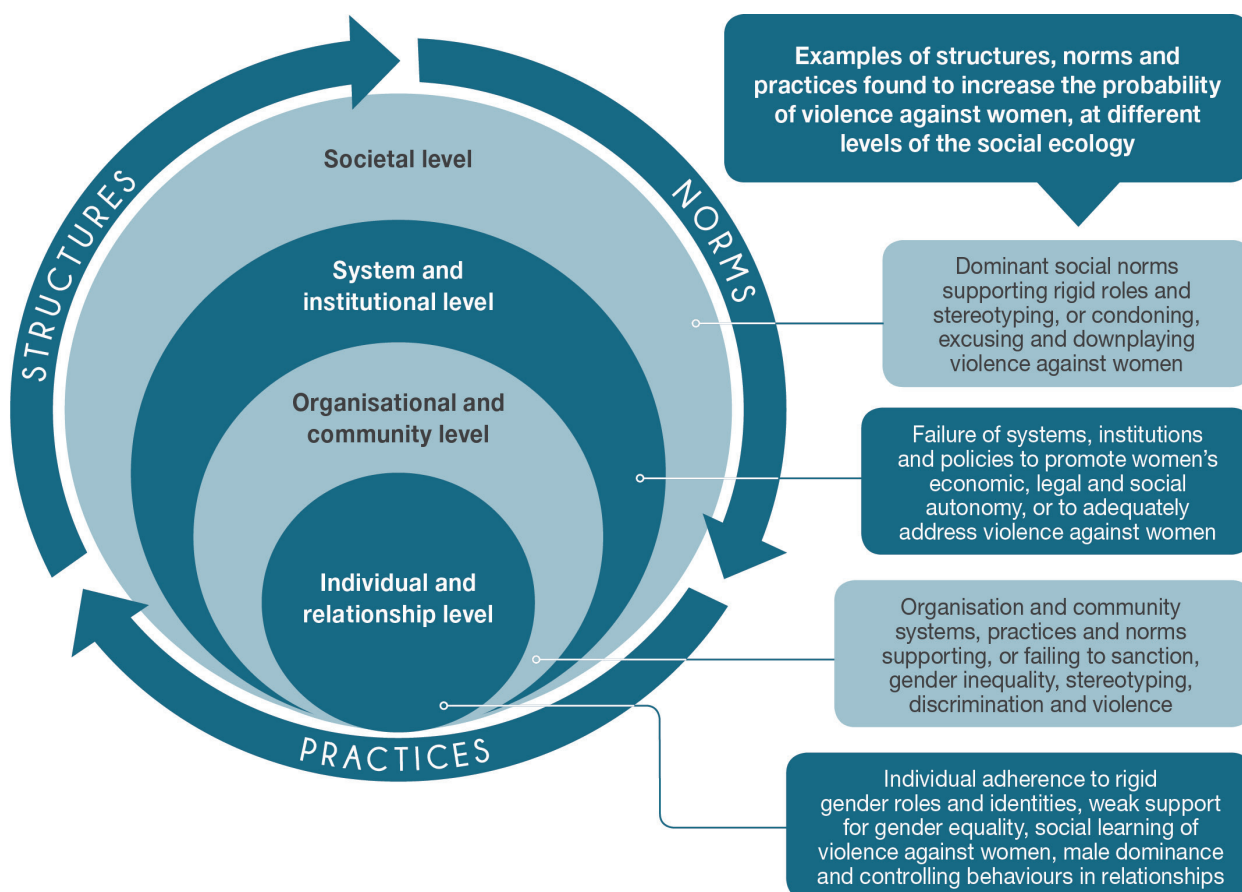 Examples of structures, norms and
practices found to increase the probability
of violence against women, at different
levels of the social ecology
STRUCTURES
NORMS
PRACTICES
Societal level
System and
institutional level
Organisational and
community level
Individual and
relationship level
Dominant social norms
supporting rigid roles and
stereotyping, or condoning,
excusing and downplaying
violence against women
Failure of systems, institutions
and policies to promote women’s
economic, legal and social
autonomy, or to adequately
address violence against women
Organisation and community
systems, practices and norms
supporting, or failing to sanction,
gender inequality, stereotyping,
discrimination and violence
Individual adherence to rigid
gender roles and identities, weak support
for gender equality, social learning of
violence against women, male dominance
and controlling behaviours in relationships